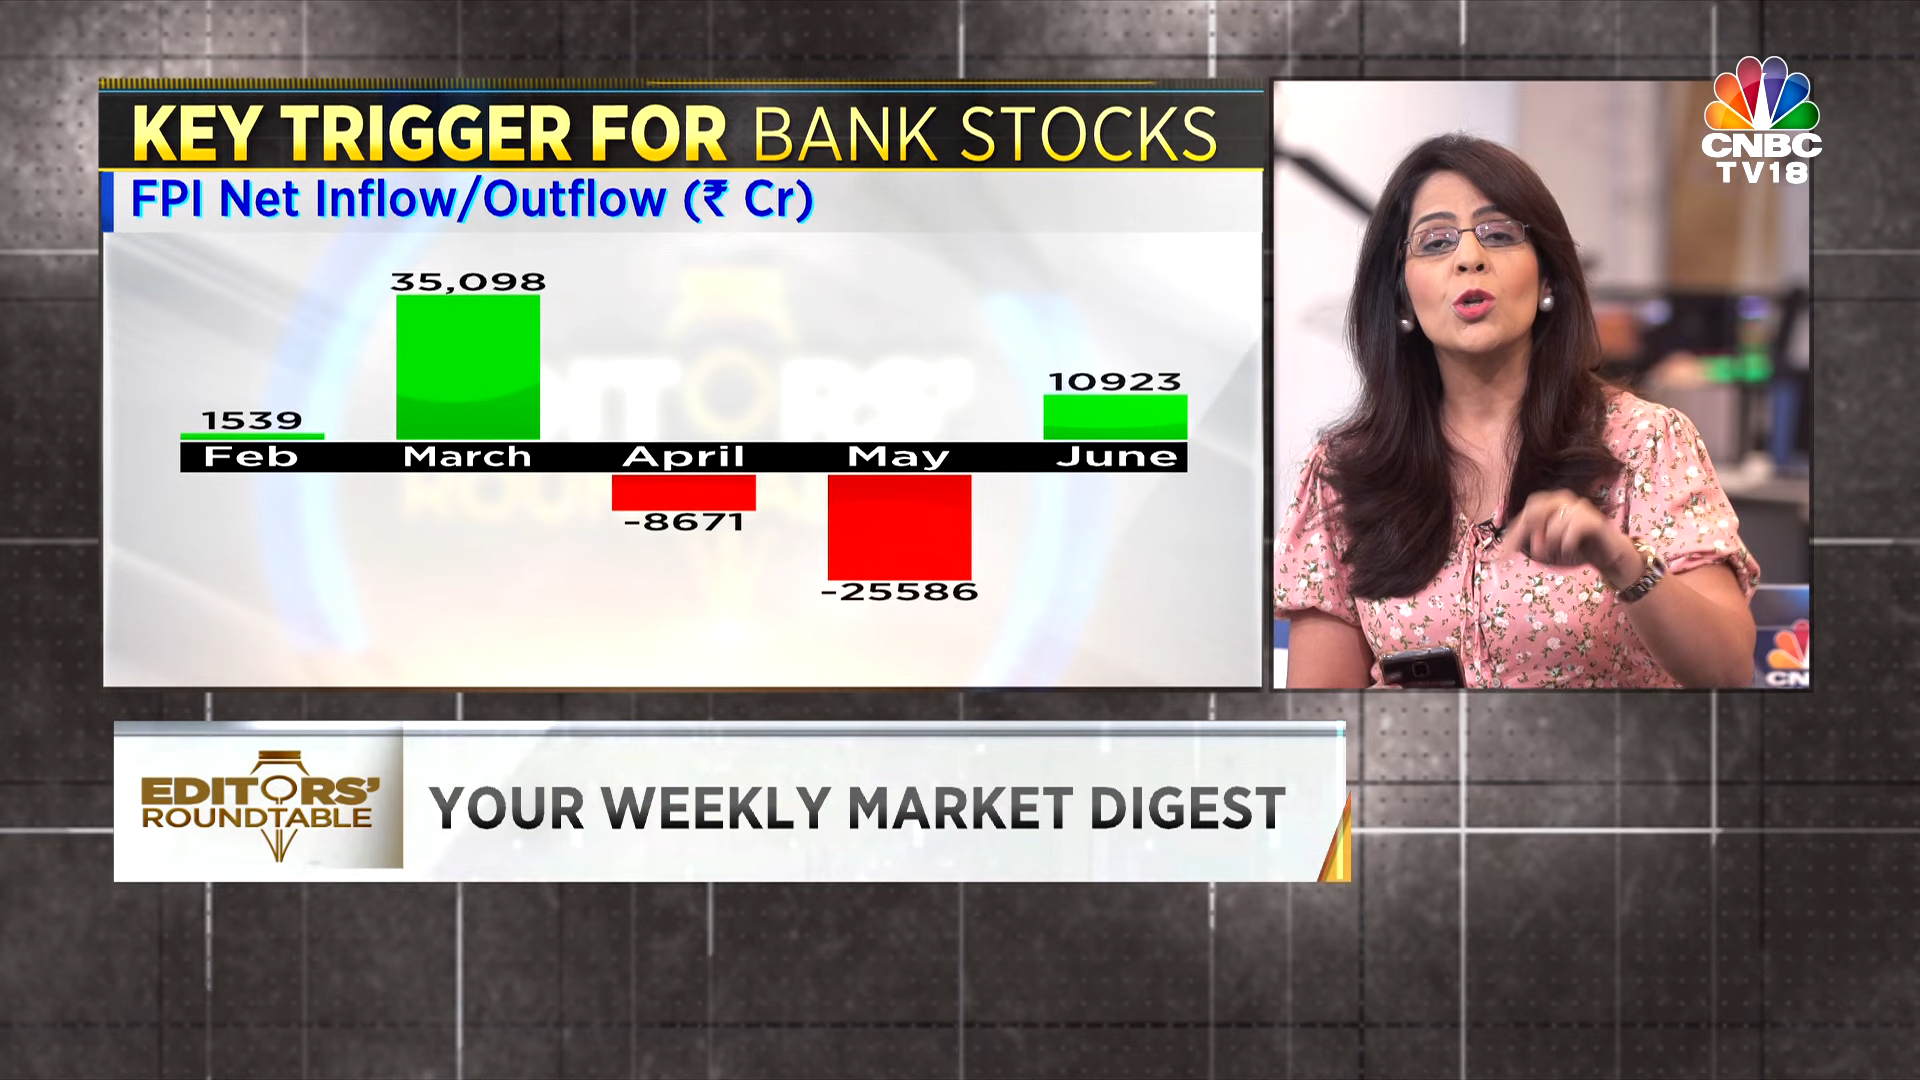 KEY TRIGGER FOR BANK STOCKS
FPI Net Inflow/Outflow (₹ Cr)
35,098
10923
1539
Feb March April May June
-8671
-25586
CNBC
TV18
CN
EDITORS'
ROUNDTABLE
YOUR WEEKLY MARKET DIGEST